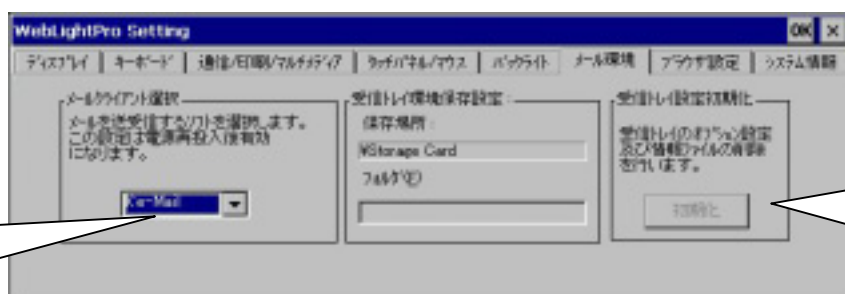 WebLightPro Setting OK ×
ﾃﾞｨｽﾌﾟﾚｲ ｷｰﾎﾞｰﾄﾞ 通信/印刷/ﾏﾙﾁﾒﾃﾞｨｱ ﾀｯﾁﾊﾟﾈﾙ/ﾏｳｽ ﾊﾞｯｸﾗｲﾄ ﾒｰﾙ環境 ﾌﾞﾗｳｻﾞ設定 ｼｽﾃﾑ情報
ﾒｰﾙｸﾗｲｱﾝﾄ選択
ﾒｰﾙを送受信するｿﾌﾄを選択します。
この設定は電源再投入後有効
になります。
受信ﾄﾚｲ環境保存設定：
保存場所：
¥Storage Card
ﾌｫﾙﾀﾞ(F)
受信ﾄﾚｲ設定初期化
受信ﾄﾚｲのｵﾌﾟｼｮﾝ設定
及び情報ﾌｧｲﾙの削除
を行います。
初期化